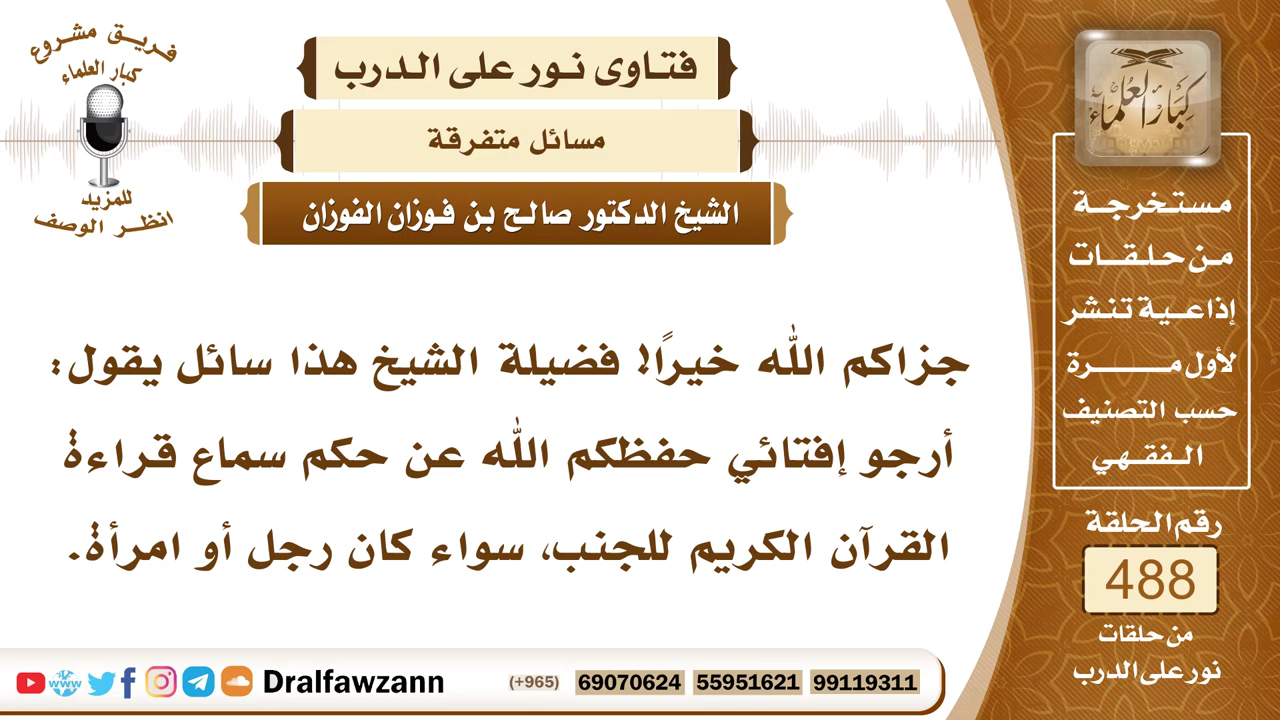 فريق مشروع
كبار العلماء
للمزيد
انظر الوصف
فتاوى نور على الدرب
مسائل متفرقة
الشيخ الدكتور صالح بن فوزان الفوزان
جزاكم الله خيرًا! فضيلة الشيخ هذا سائل يقول:
أرجو إفتائي حفظكم الله عن حكم سماع قراءة
القرآن الكريم للجنب، سواء كان رجل أو امرأة.
كبار العلماء
مستخرجة
من حلقات
إذاعية تنشر
لأول مرة
حسب التصنيف
الفقهي
رقم الحلقة
488
من حلقات
نور على الدرب
www Dralfawzann (+965) 69070624 55951621 99119311